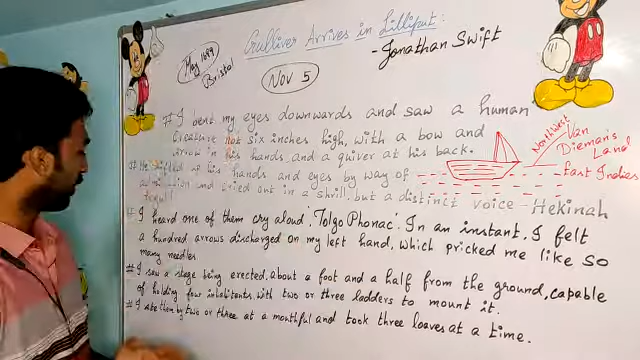 Gulliver Arrives in Lilliput:
- Jonathan Swift
May 1699
Bristol
Nov 5
# I bent my eyes downwards and saw a human
creature not six inches high, with a bow and
arrow in his hands and a quiver at his back.
Northwest
Van
Dieman's
Land
East Indies
# He lifted up his hands and eyes by way of
admiration and cried out in a shrill, but a distinct voice - Hekinah
# I heard one of them cry aloud, 'Tolgo Phonac'. In an instant, I felt
a hundred arrows discharged on my left hand, which pricked me like so
many needles
# I saw a stage being erected, about a foot and a half from the ground, capable
of holding few inhabitants with two or three ladders to mount it.
# I ate them by two or three at a mouthful and took three loaves at a time.